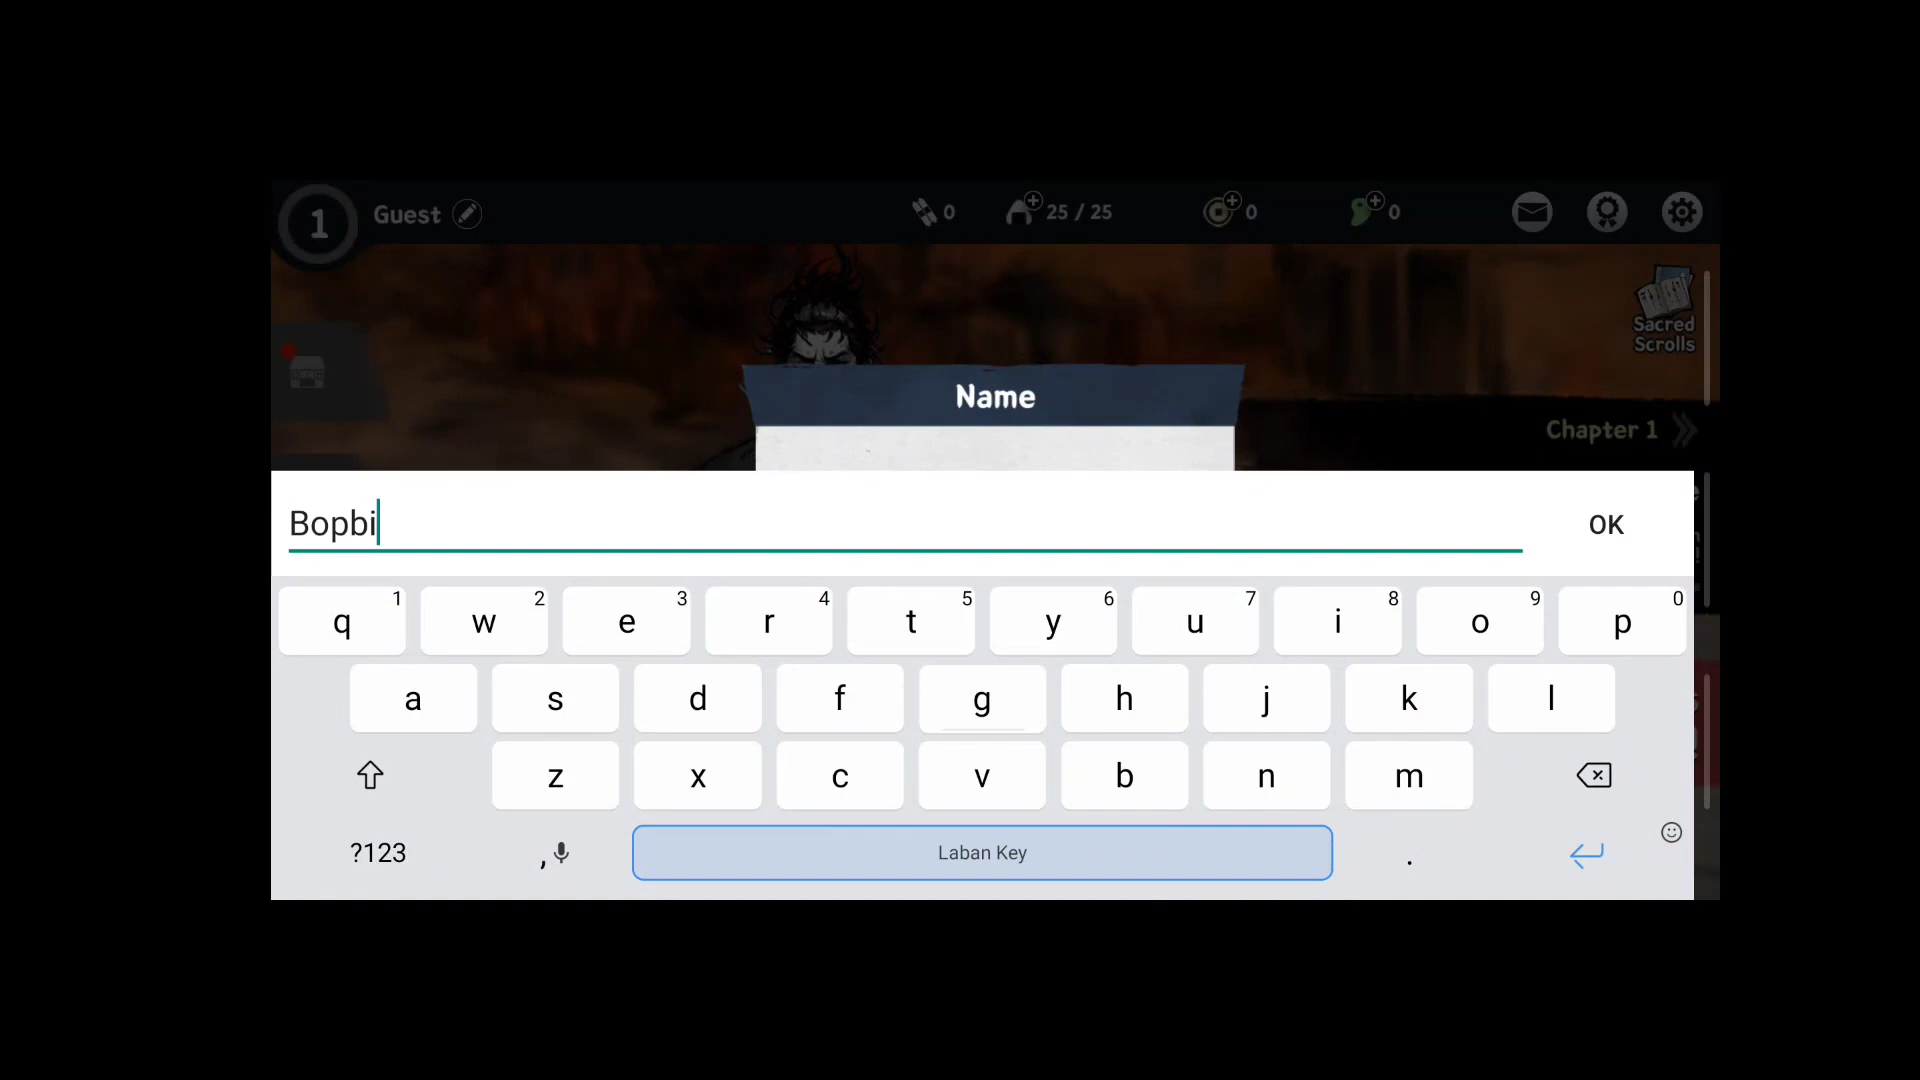 1 Guest 0 25 / 25 0 0
Sacred
Scrolls
Name
Chapter 1
Bopbi OK
q 1 w 2 e 3 r 4 t 5 y 6 u 7 i 8 o 9 p 0
a s d f g h j k l
z x c v b n m
?123 , Laban Key .